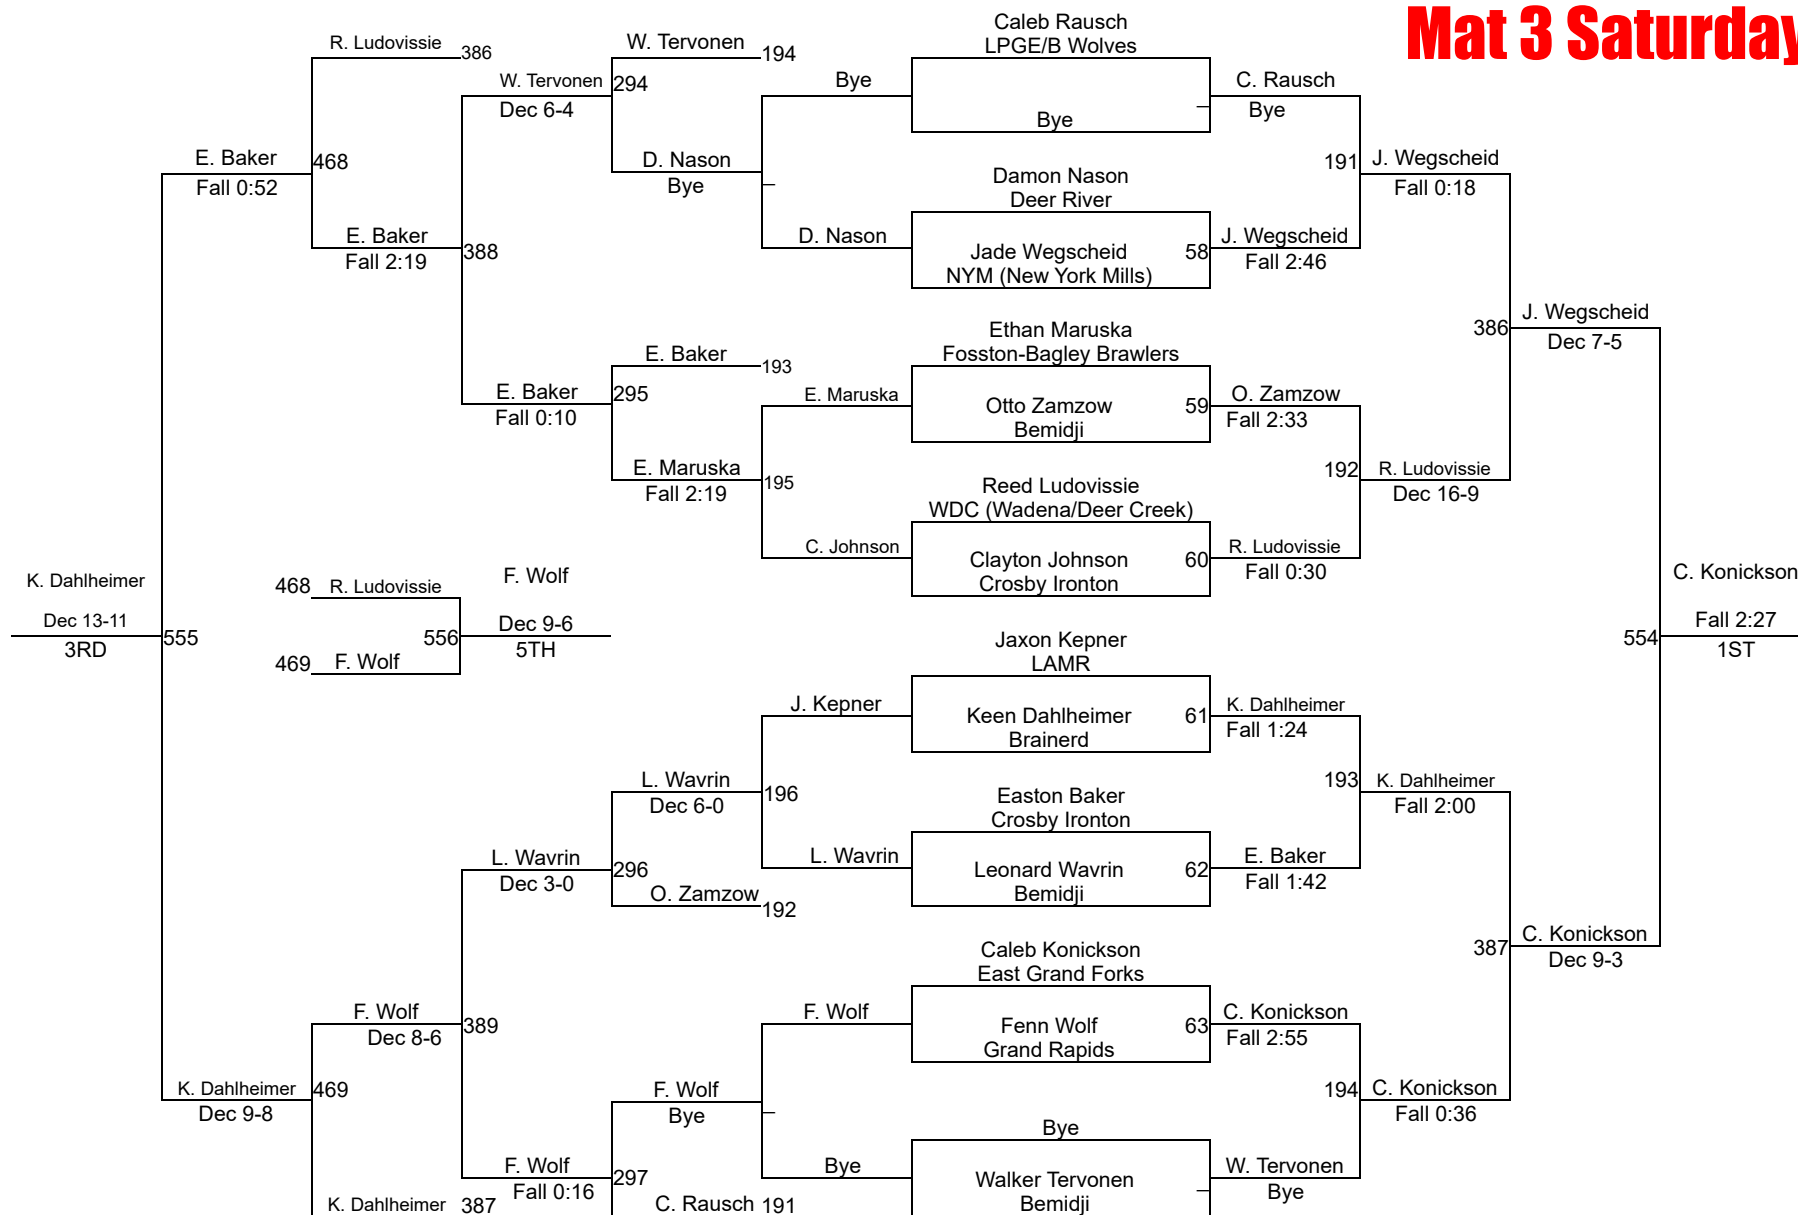 Mat 3 Saturday
R. Ludovissie
386
W. Tervonen
194
Caleb Rausch
LPGE/B Wolves
W. Tervonen
294
Dec 6-4
Bye
Bye
C. Rausch
Bye
E. Baker
468
Fall 0:52
D. Nason
Bye
Damon Nason
Deer River
191
J. Wegscheid
Fall 0:18
E. Baker
388
Fall 2:19
D. Nason
Jade Wegscheid
58
NYM (New York Mills)
J. Wegscheid
Fall 2:46
Ethan Maruska
Fosston-Bagley Brawlers
386
J. Wegscheid
Dec 7-5
E. Baker
193
E. Baker
295
Fall 0:10
E. Maruska
Otto Zamzow
59
Bemidji
O. Zamzow
Fall 2:33
E. Maruska
195
Fall 2:19
Reed Ludovissie
WDC (Wadena/Deer Creek)
192
R. Ludovissie
Dec 16-9
C. Johnson
Clayton Johnson
60
Crosby Ironton
R. Ludovissie
Fall 0:30
K. Dahlheimer
Dec 13-11
3RD
555
468
R. Ludovissie
469
F. Wolf
556
F. Wolf
Dec 9-6
5TH
C. Konickson
Fall 2:27
554
1ST
Jaxon Kepner
LAMR
J. Kepner
Keen Dahlheimer
61
Brainerd
K. Dahlheimer
Fall 1:24
L. Wavrin
196
Dec 6-0
Easton Baker
Crosby Ironton
193
K. Dahlheimer
Fall 2:00
L. Wavrin
296
Dec 3-0
L. Wavrin
Leonard Wavrin
62
Bemidji
E. Baker
Fall 1:42
O. Zamzow
192
Caleb Konickson
East Grand Forks
387
C. Konickson
Dec 9-3
F. Wolf
389
Dec 8-6
F. Wolf
Fenn Wolf
63
Grand Rapids
C. Konickson
Fall 2:55
K. Dahlheimer
469
Dec 9-8
F. Wolf
Bye
Bye
194
C. Konickson
Fall 0:36
F. Wolf
297
Fall 0:16
Bye
Walker Tervonen
Bemidji
W. Tervonen
Bye
K. Dahlheimer
387
C. Rausch
191